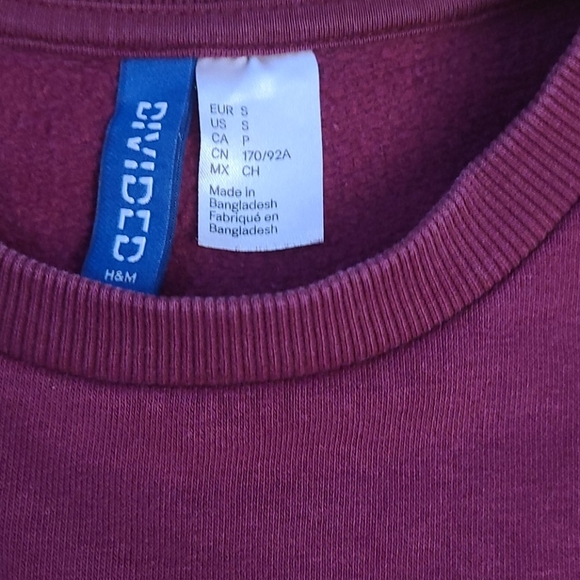 DIVIDED
H&M
EUR S
US S
CA P
CN 170/92A
MX CH
Made in
Bangladesh
Fabriqué en
Bangladesh